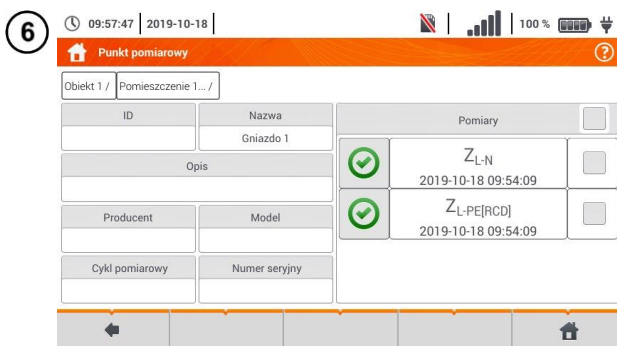 6
09:57:47 2019-10-18 100 %
Punkt pomiarowy ?
Obiekt 1 / Pomieszczenie 1... /
ID Nazwa
Gniazdo 1
Opis
Producent Model
Cykl pomiarowy Numer seryjny
Pomiary
ZL-N
2019-10-18 09:54:09
ZL-PE[RCD]
2019-10-18 09:54:09